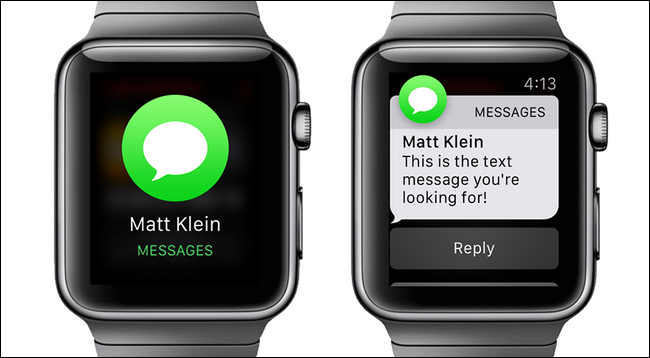 Matt Klein
MESSAGES
4:13
MESSAGES
Matt Klein
This is the text
message you're
looking for!
Reply